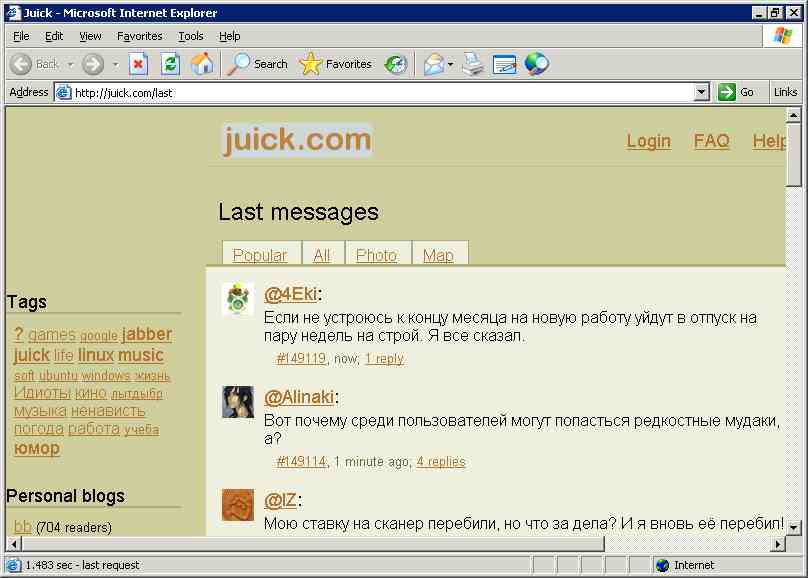 Juick - Microsoft Internet Explorer
File Edit View Favorites Tools Help
Back Search Favorites
Address http://juick.com/last Go Links
juick.com
Login FAQ Help
Last messages
Popular All Photo Map
Tags
? games google jabber
juick life linux music
soft ubuntu windows жизнь
Идиоты кино лытдыбр
музыка ненависть
погода работа учеба
юмор
Personal blogs
bb (704 readers)
@4Eki:
Если не устроюсь к концу месяца на новую работу уйдут в отпуск на
пару недель на строй. Я все сказал.
#149119, now; 1 reply
@Alinaki:
Вот почему среди пользователей могут попасться редкостные мудаки,
а?
#149114, 1 minute ago; 4 replies
@IZ:
Мою ставку на сканер перебили, но что за дела? И я вновь её перебил!
1.483 sec - last request
Internet